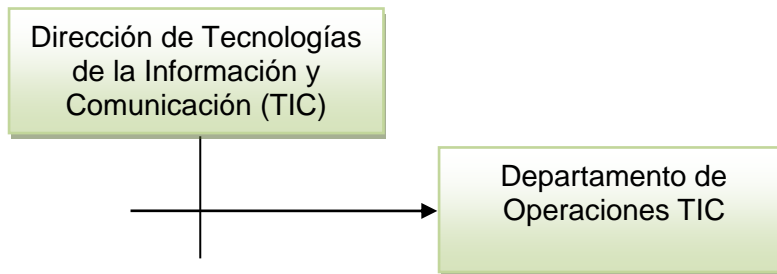 Dirección de Tecnologías
de la Información y
Comunicación (TIC)
Departamento de
Operaciones TIC